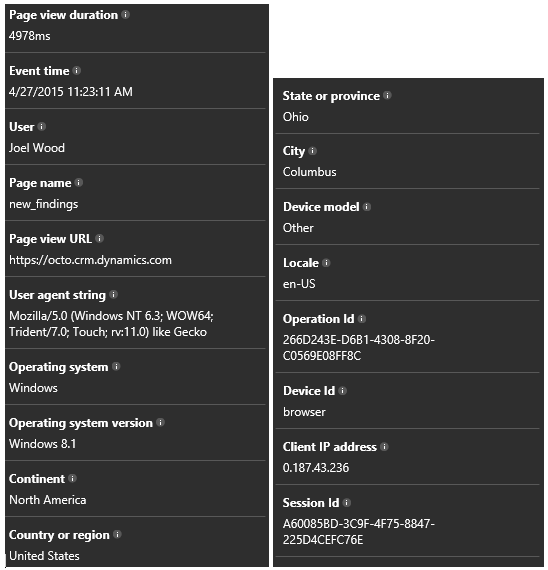 Page view duration
4978ms
Event time
4/27/2015 11:23:11 AM
User
Joel Wood
Page name
new_findings
Page view URL
https://octo.crm.dynamics.com
User agent string
Mozilla/5.0 (Windows NT 6.3; WOW64;
Trident/7.0; Touch; rv:11.0) like Gecko
Operating system
Windows
Operating system version
Windows 8.1
Continent
North America
Country or region
United States
State or province
Ohio
City
Columbus
Device model
Other
Locale
en-US
Operation Id
266D243E-D6B1-4308-8F20-
C0569E08FF8C
Device Id
browser
Client IP address
0.187.43.236
Session Id
A60085BD-3C9F-4F75-8847-
225D4CEFC76E